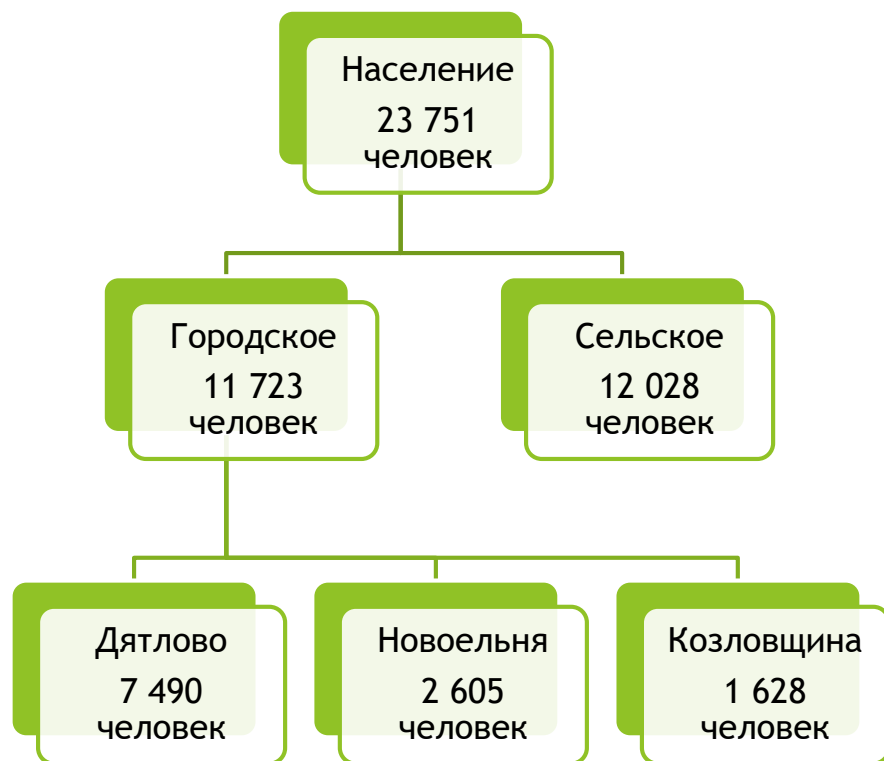 Население
23 751
человек
Городское
11 723
человек
Сельское
12 028
человек
Дятлово
7 490
человек
Новоельня
2 605
человек
Козловщина
1 628
человек